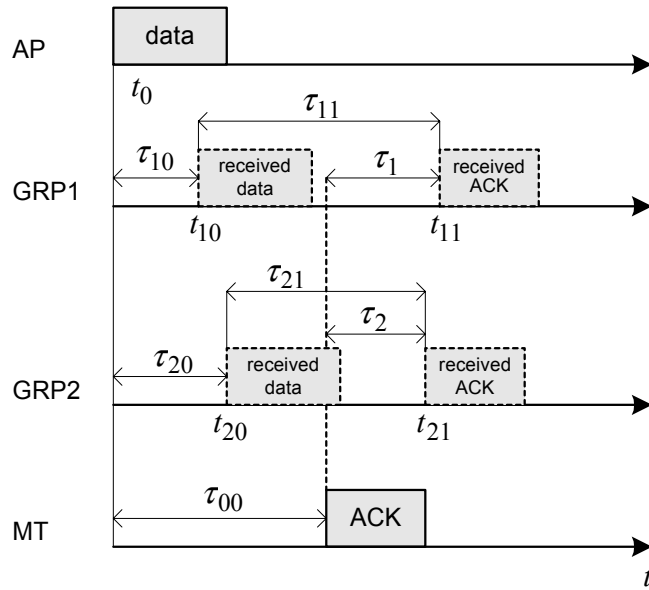 AP
data
t0
τ11
τ10
received
data
τ1
received
ACK
GRP1
t10
t11
τ21
τ2
τ20
received
data
received
ACK
GRP2
t20
t21
τ00
ACK
MT
t